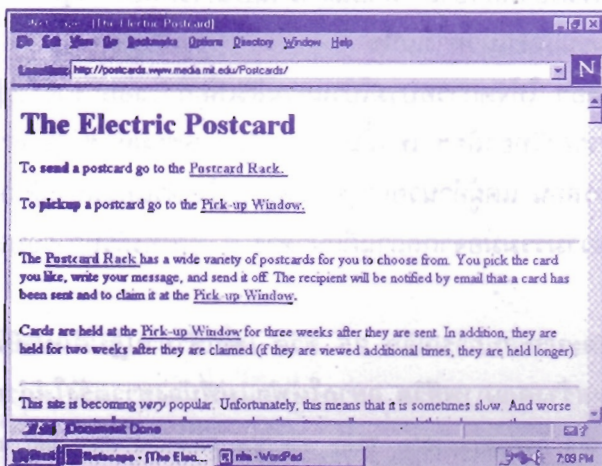 Netscape - [The Electric Postcard]
File Edit View Go Bookmarks Options Directory Window Help
Location: http://postcards.www.media.mit.edu/Postcards/
N
The Electric Postcard
To send a postcard go to the Postcard Rack.
To pickup a postcard go to the Pick-up Window.
The Postcard Rack has a wide variety of postcards for you to choose from. You pick the card
you like, write your message, and send it off. The recipient will be notified by email that a card has
been sent and to claim it at the Pick-up Window.
Cards are held at the Pick-up Window for three weeks after they are sent. In addition, they are
held for two weeks after they are claimed (if they are viewed additional times, they are held longer)
This site is becoming very popular. Unfortunately, this means that it is sometimes slow. And worse
Document Done
Start Netscape - [The Elec... - WordPad 7:09 PM